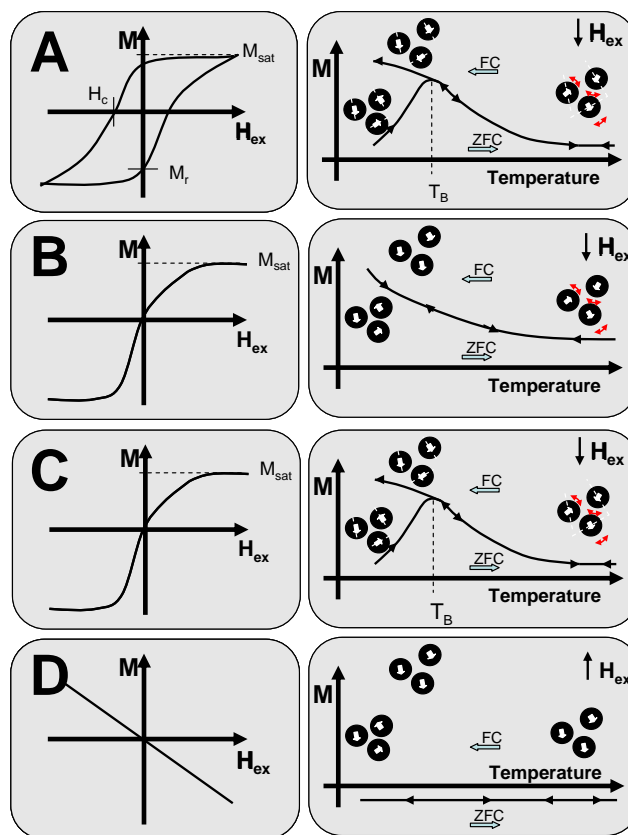 A
M
M_sat
H_c
H_ex
M_r
M
FC
H_ex
ZFC
T_B
Temperature
B
M
M_sat
H_ex
M
FC
H_ex
ZFC
Temperature
C
M
M_sat
H_ex
M
FC
H_ex
ZFC
T_B
Temperature
D
M
H_ex
M
FC
H_ex
Temperature
ZFC